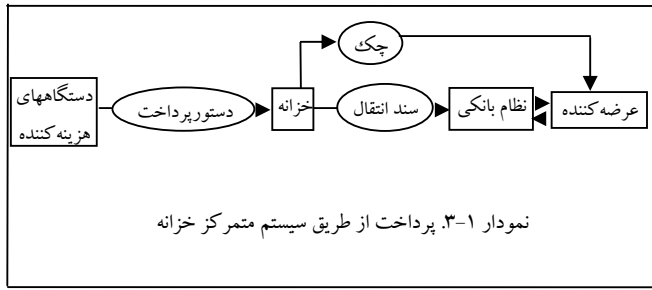 چک
دستگاههای
هزینه‌کننده
دستورپرداخت
خزانه
سند انتقال
نظام بانکی
عرضه‌کننده
نمودار ۱-۳. پرداخت از طریق سیستم متمرکز خزانه